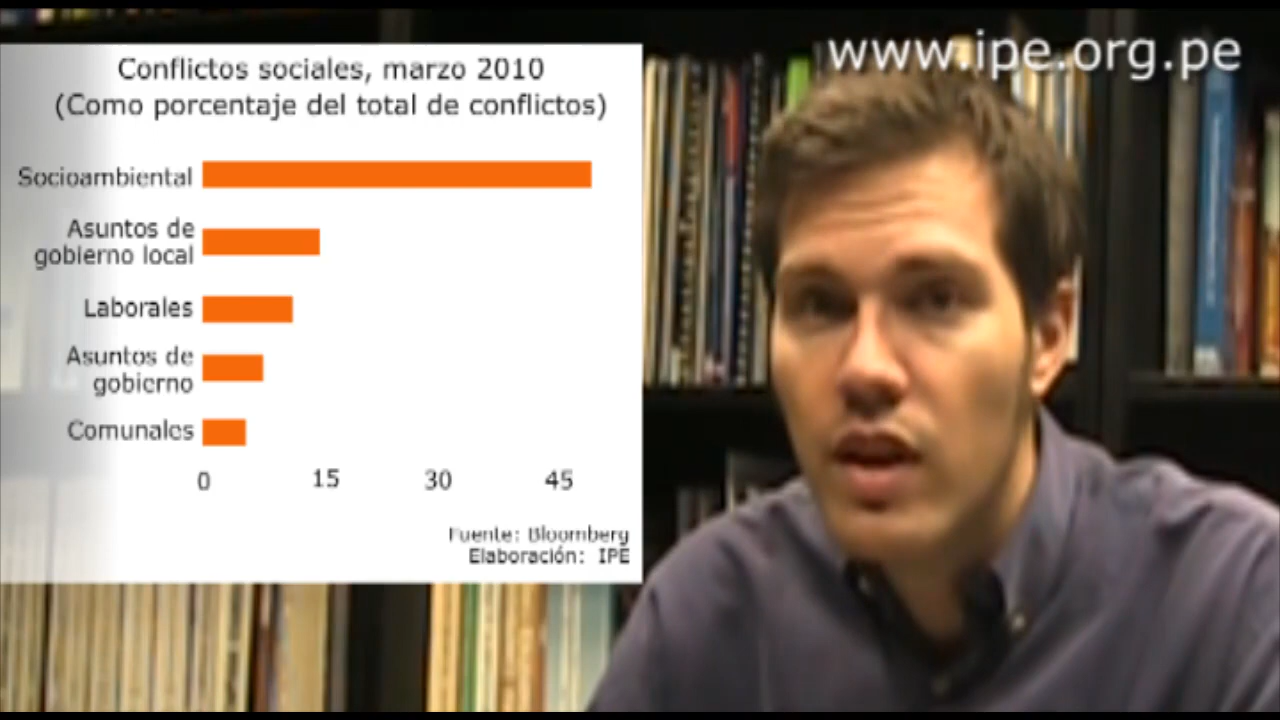 www.ipe.org.pe
Conflictos sociales, marzo 2010
(Como porcentaje del total de conflictos)
Socioambiental
Asuntos de
gobierno local
Laborales
Asuntos de
gobierno
Comunales
0 15 30 45
Fuente: Bloomberg
Elaboración: IPE